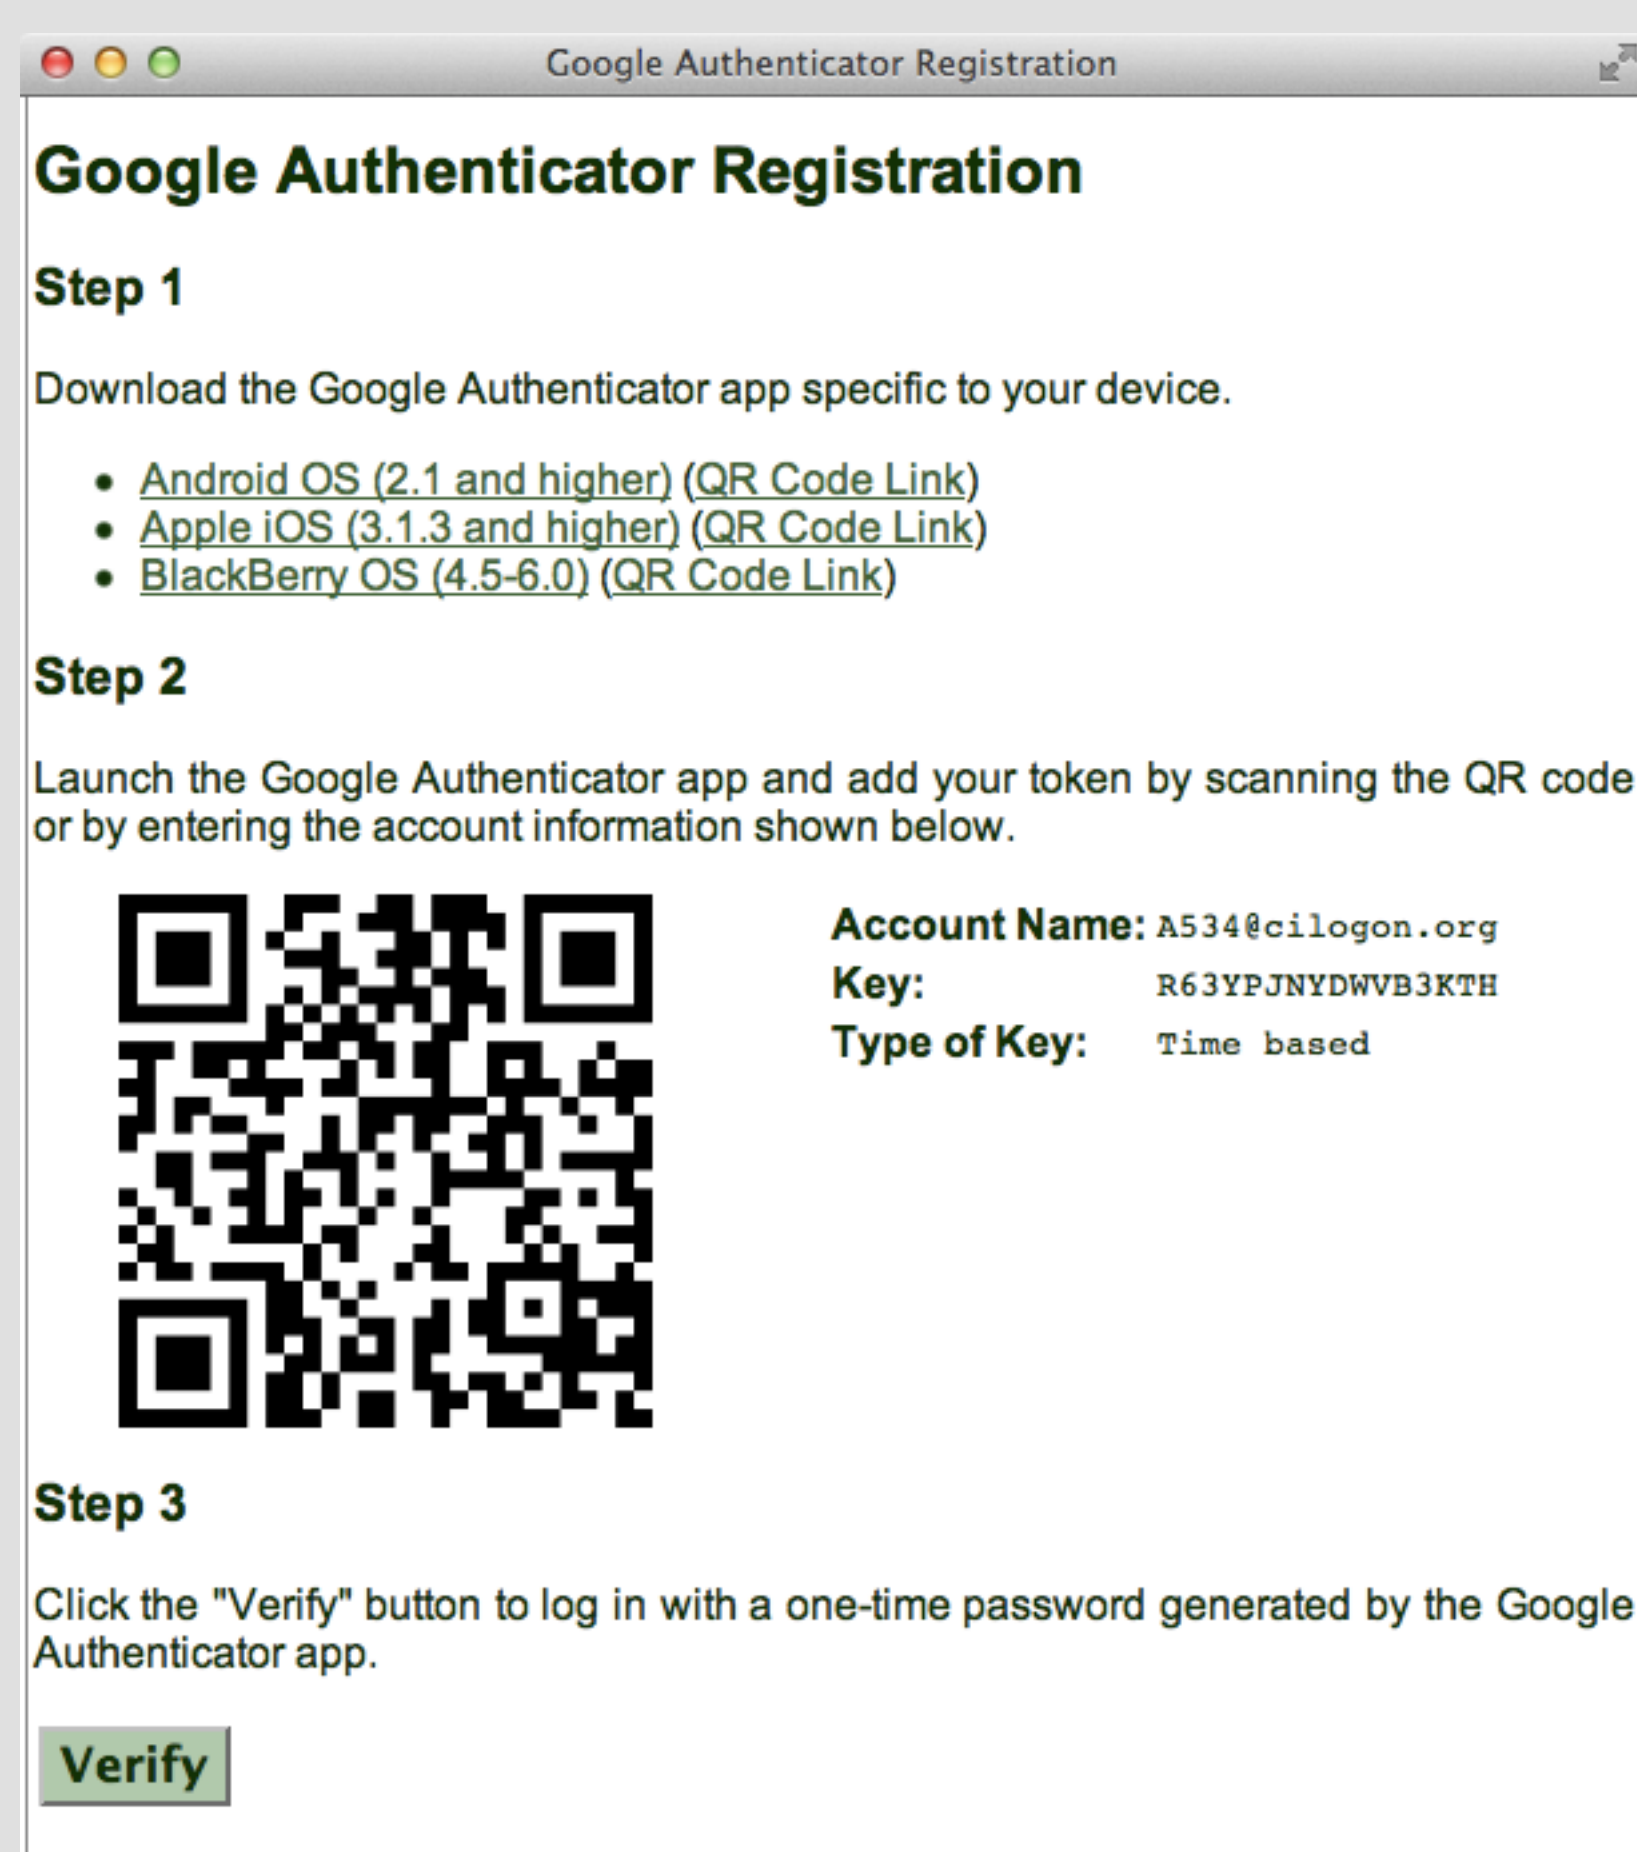 Google Authenticator Registration
Google Authenticator Registration
Step 1
Download the Google Authenticator app specific to your device.
• Android OS (2.1 and higher) (QR Code Link)
• Apple iOS (3.1.3 and higher) (QR Code Link)
• BlackBerry OS (4.5-6.0) (QR Code Link)
Step 2
Launch the Google Authenticator app and add your token by scanning the QR code
or by entering the account information shown below.
Account Name: A534@cilogon.org
Key: R63YPJNYDWVB3KTH
Type of Key: Time based
Step 3
Click the "Verify" button to log in with a one-time password generated by the Google
Authenticator app.
Verify